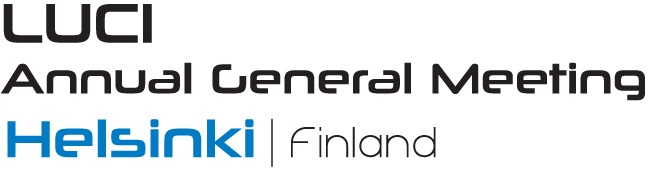 LUCI
Annual General Meeting
Helsinki | Finland